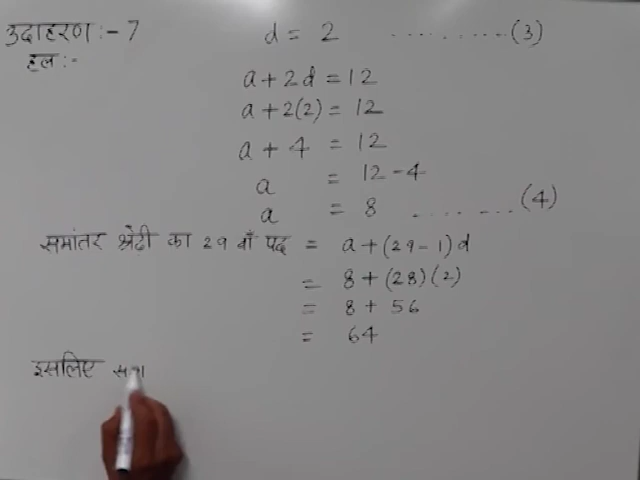 उदाहरण :- 7
d = 2 .......... (3)
हल :-
a + 2d = 12
a + 2(2) = 12
a + 4 = 12
a = 12 - 4
a = 8 .......... (4)
समांतर श्रेढी का 29 वाँ पद = a + (29 - 1) d
= 8 + (28) (2)
= 8 + 56
= 64
इसलिए